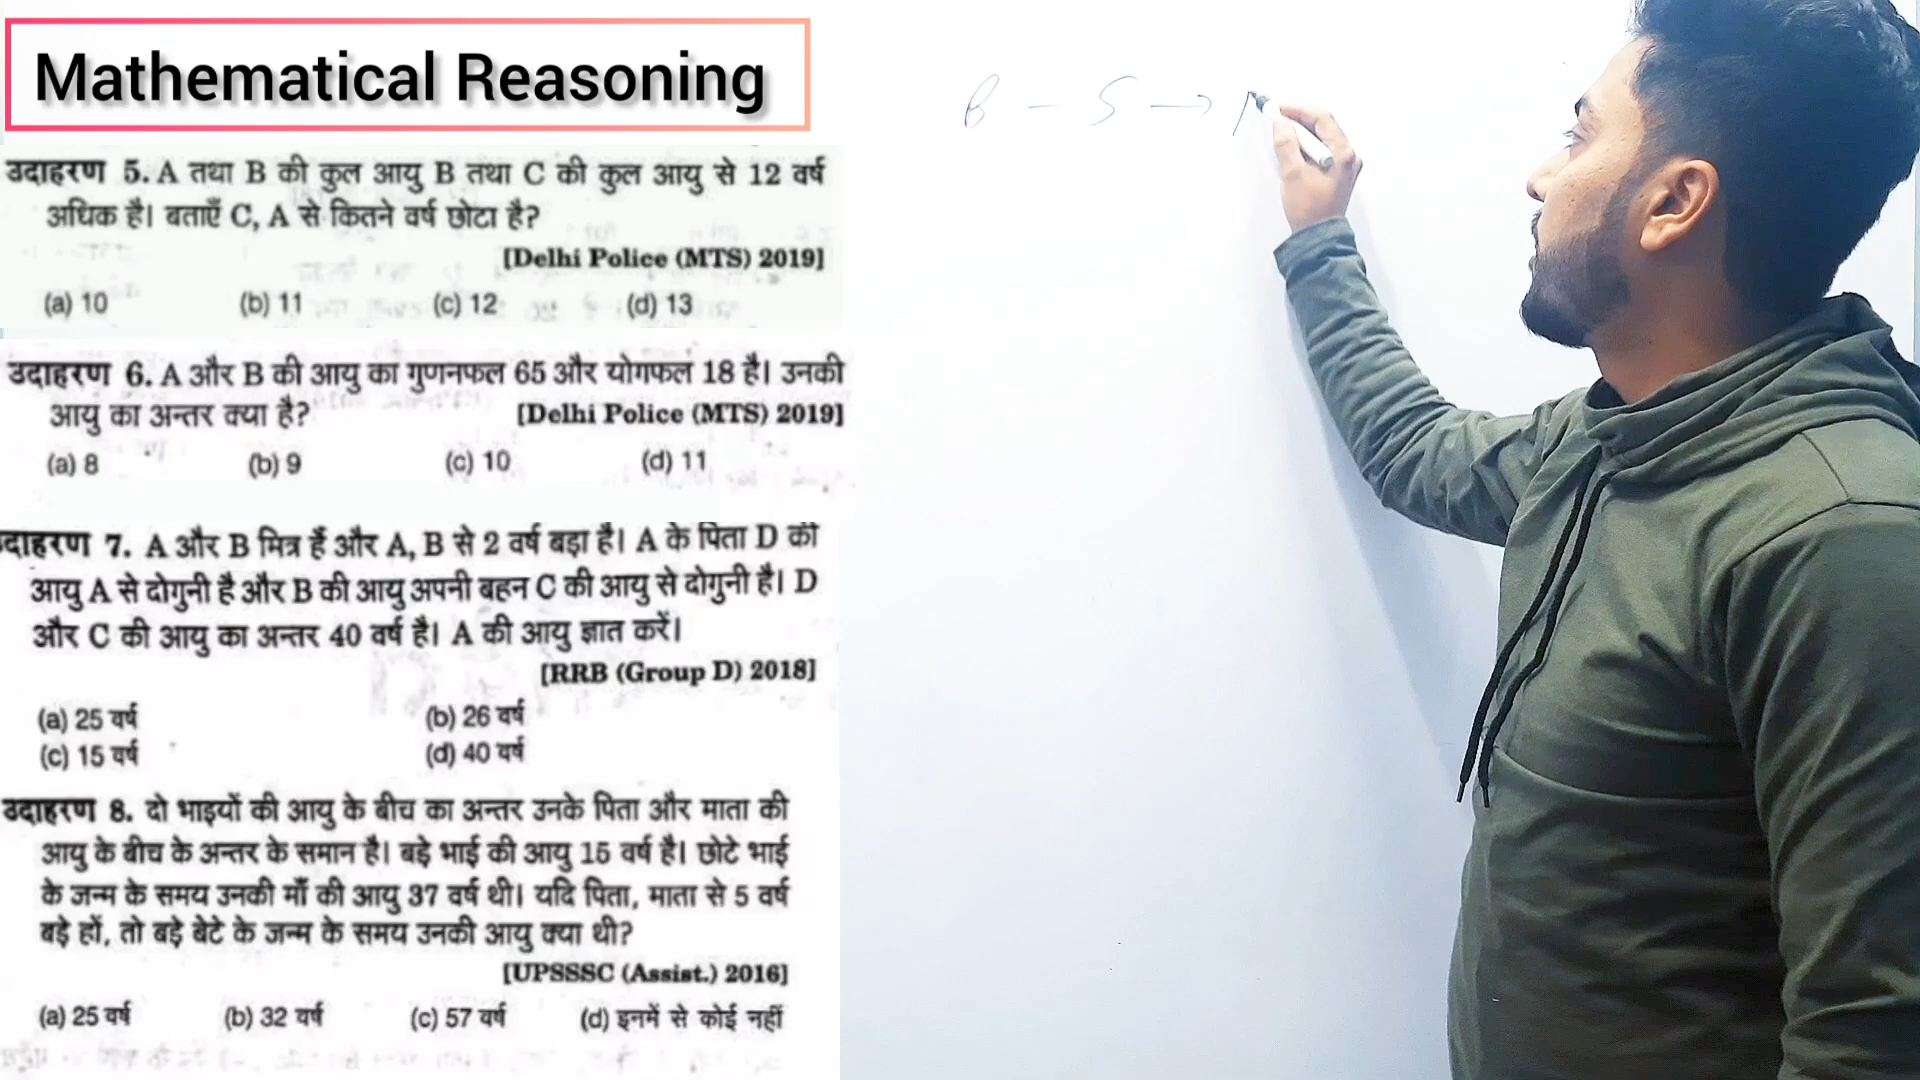 Mathematical Reasoning
उदाहरण 5. A तथा B की कुल आयु B तथा C की कुल आयु से 12 वर्ष
अधिक है। बताएँ C, A से कितने वर्ष छोटा है?
[Delhi Police (MTS) 2019]
(a) 10 (b) 11 (c) 12 (d) 13
उदाहरण 6. A और B की आयु का गुणनफल 65 और योगफल 18 है। उनकी
आयु का अन्तर क्या है? [Delhi Police (MTS) 2019]
(a) 8 (b) 9 (c) 10 (d) 11
दाहरण 7. A और B मित्र हैं और A, B से 2 वर्ष बड़ा है। A के पिता D की
आयु A से दोगुनी है और B की आयु अपनी बहन C की आयु से दोगुनी है। D
और C की आयु का अन्तर 40 वर्ष है। A की आयु ज्ञात करें।
[RRB (Group D) 2018]
(a) 25 वर्ष (b) 26 वर्ष
(c) 15 वर्ष (d) 40 वर्ष
उदाहरण 8. दो भाइयों की आयु के बीच का अन्तर उनके पिता और माता की
आयु के बीच के अन्तर के समान है। बड़े भाई की आयु 15 वर्ष है। छोटे भाई
के जन्म के समय उनकी माँ की आयु 37 वर्ष थी। यदि पिता, माता से 5 वर्ष
बड़े हों, तो बड़े बेटे के जन्म के समय उनकी आयु क्या थी?
[UPSSSC (Assist.) 2016]
(a) 25 वर्ष (b) 32 वर्ष (c) 57 वर्ष (d) इनमें से कोई नहीं
B - S →